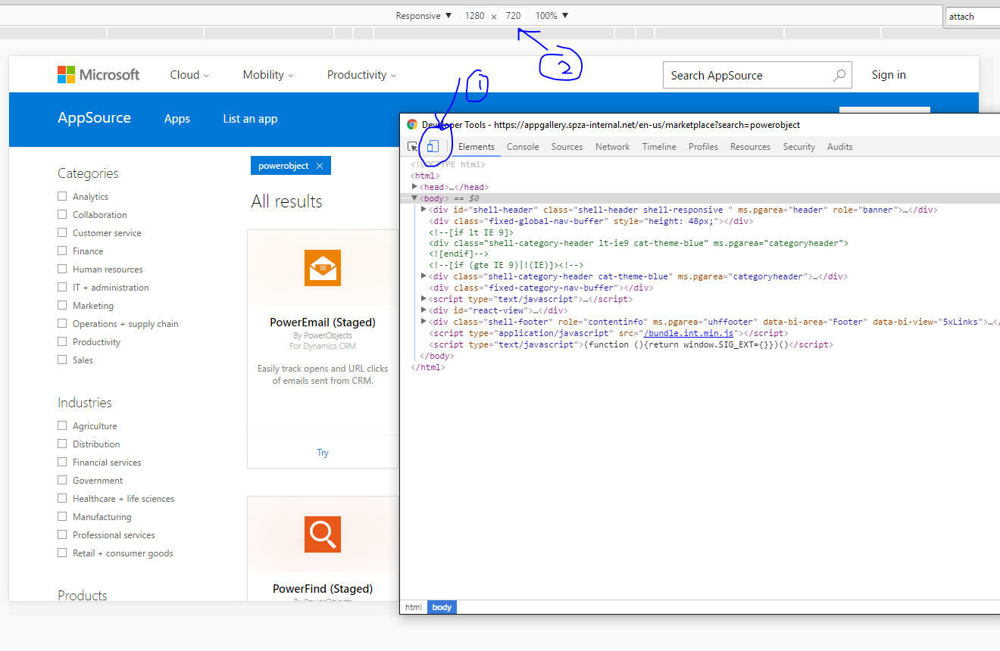 Responsive ▼ 1280 x 720 100% ▼
attach
2
1
Microsoft Cloud Mobility Productivity Search AppSource Sign in
AppSource Apps List an app
Developer Tools - https://appgallery.spza-internal.net/en-us/marketplace?search=powerobject
Elements Console Sources Network Timeline Profiles Resources Security Audits
<!DOCTYPE html>
<html>
▶<head>…</head>
…▼<body> == $0
▶<div id="shell-header" class="shell-header shell-responsive " ms.pgarea="header" role="banner">…</div>
<div class="fixed-global-nav-buffer" style="height: 48px;"></div>
<!--[if lt IE 9]>
<div class="shell-category-header lt-ie9 cat-theme-blue" ms.pgarea="categoryheader">
<![endif]-->
<!--[if (gte IE 9)|!(IE)]><!-->
▶<div class="shell-category-header cat-theme-blue" ms.pgarea="categoryheader">…</div>
<div class="fixed-category-nav-buffer"></div>
▶<script type="text/javascript">…</script>
▶<div id="react-view">…</div>
▶<div class="shell-footer" role="contentinfo" ms.pgarea="uhffooter" data-bi-area="Footer" data-bi-view="5xLinks">…</
<script type="application/javascript" src="/bundle.int.min.js"></script>
<script type="text/javascript">(function (){return window.SIG_EXT={}})()</script>
</body>
</html>
html body
Categories
Analytics
Collaboration
Customer service
Finance
Human resources
IT + administration
Marketing
Operations + supply chain
Productivity
Sales
Industries
Agriculture
Distribution
Financial services
Government
Healthcare + life sciences
Manufacturing
Professional services
Retail + consumer goods
Products
powerobject ×
All results
PowerEmail (Staged)
By PowerObjects
For Dynamics CRM
Easily track opens and URL clicks
of emails sent from CRM.
Try
PowerFind (Staged)
By PowerObjects